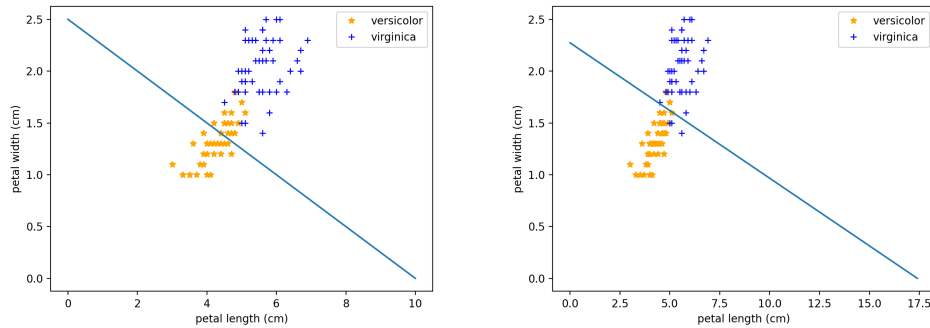 2.5
2.0
1.5
1.0
0.5
0.0
petal width (cm)
versicolor
virginica
0 2 4 6 8 10
petal length (cm)
2.5
2.0
1.5
1.0
0.5
0.0
petal width (cm)
versicolor
virginica
0.0 2.5 5.0 7.5 10.0 12.5 15.0 17.5
petal length (cm)